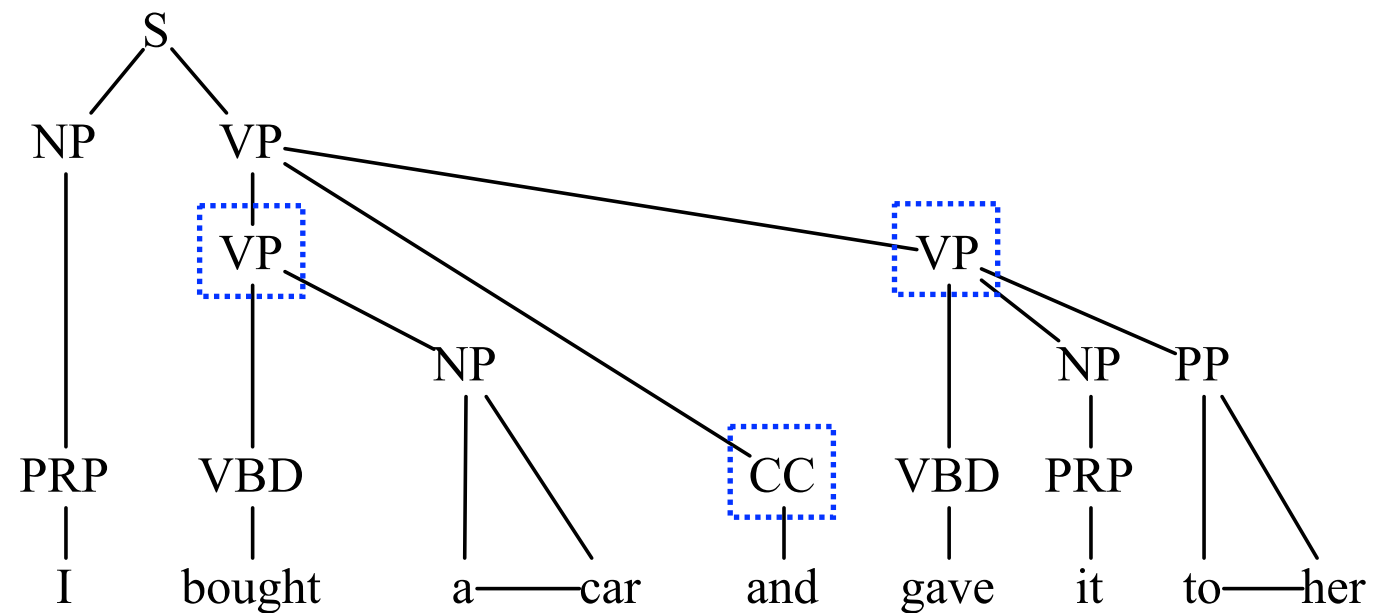 S
NP VP
VP VP
NP NP PP
PRP VBD CC VBD PRP
I bought a car and gave it to her